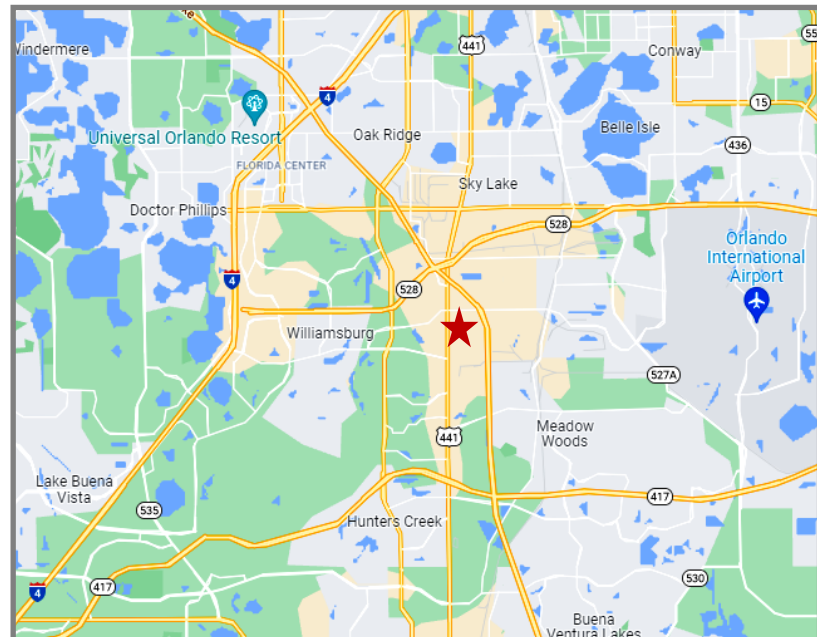 441
55
Windermere
Conway
4
15
Universal Orlando Resort
Oak Ridge
Belle Isle
436
FLORIDA CENTER
Sky Lake
Doctor Phillips
528
Orlando
International
Airport
4
528
Williamsburg
527A
Meadow
Woods
441
Lake Buena
Vista
417
535
Hunters Creek
530
417
4
Buena
Ventura Lakes